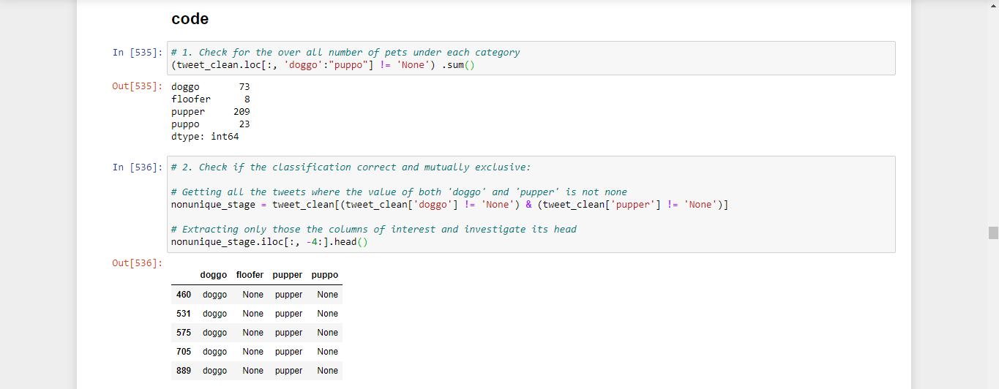 code
In [535]: # 1. Check for the over all number of pets under each category
(tweet_clean.loc[:, 'doggo':"puppo"] != 'None') .sum()
Out[535]: doggo 73
floofer 8
pupper 209
puppo 23
dtype: int64
In [536]: # 2. Check if the classification correct and mutually exclusive:
# Getting all the tweets where the value of both 'doggo' and 'pupper' is not none
nonunique_stage = tweet_clean[(tweet_clean['doggo'] != 'None') & (tweet_clean['pupper'] != 'None')]
# Extracting only those the columns of interest and investigate its head
nonunique_stage.iloc[:, -4:].head()
Out[536]:
doggo floofer pupper puppo
460 doggo None pupper None
531 doggo None pupper None
575 doggo None pupper None
705 doggo None pupper None
889 doggo None pupper None